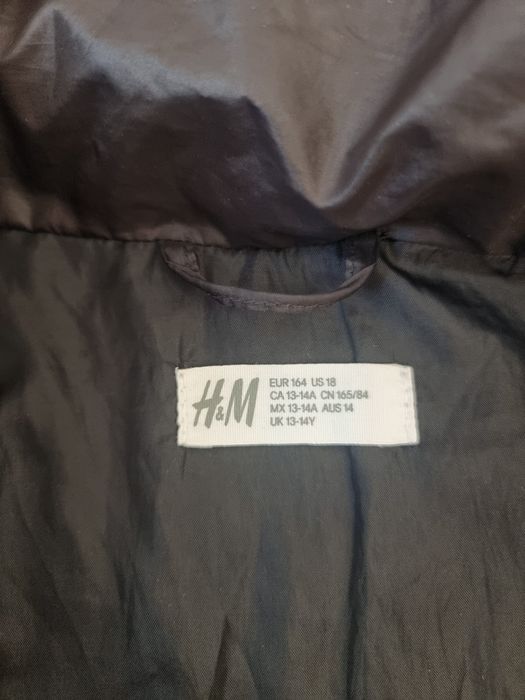 H&M
EUR 164 US 18
CA 13-14A CN 165/84
MX 13-14A AUS 14
UK 13-14Y